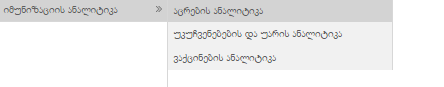 იმუნიზაციის ანალიტიკა »
აცრების ანალიტიკა
უკუჩვენებების და უარის ანალიტიკა
ვაქცინების ანალიტიკა